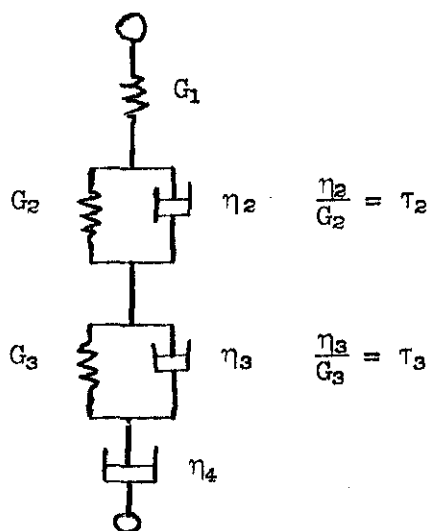 G₁
G₂ η₂ η₂/G₂ = τ₂
G₃ η₃ η₃/G₃ = τ₃
η₄